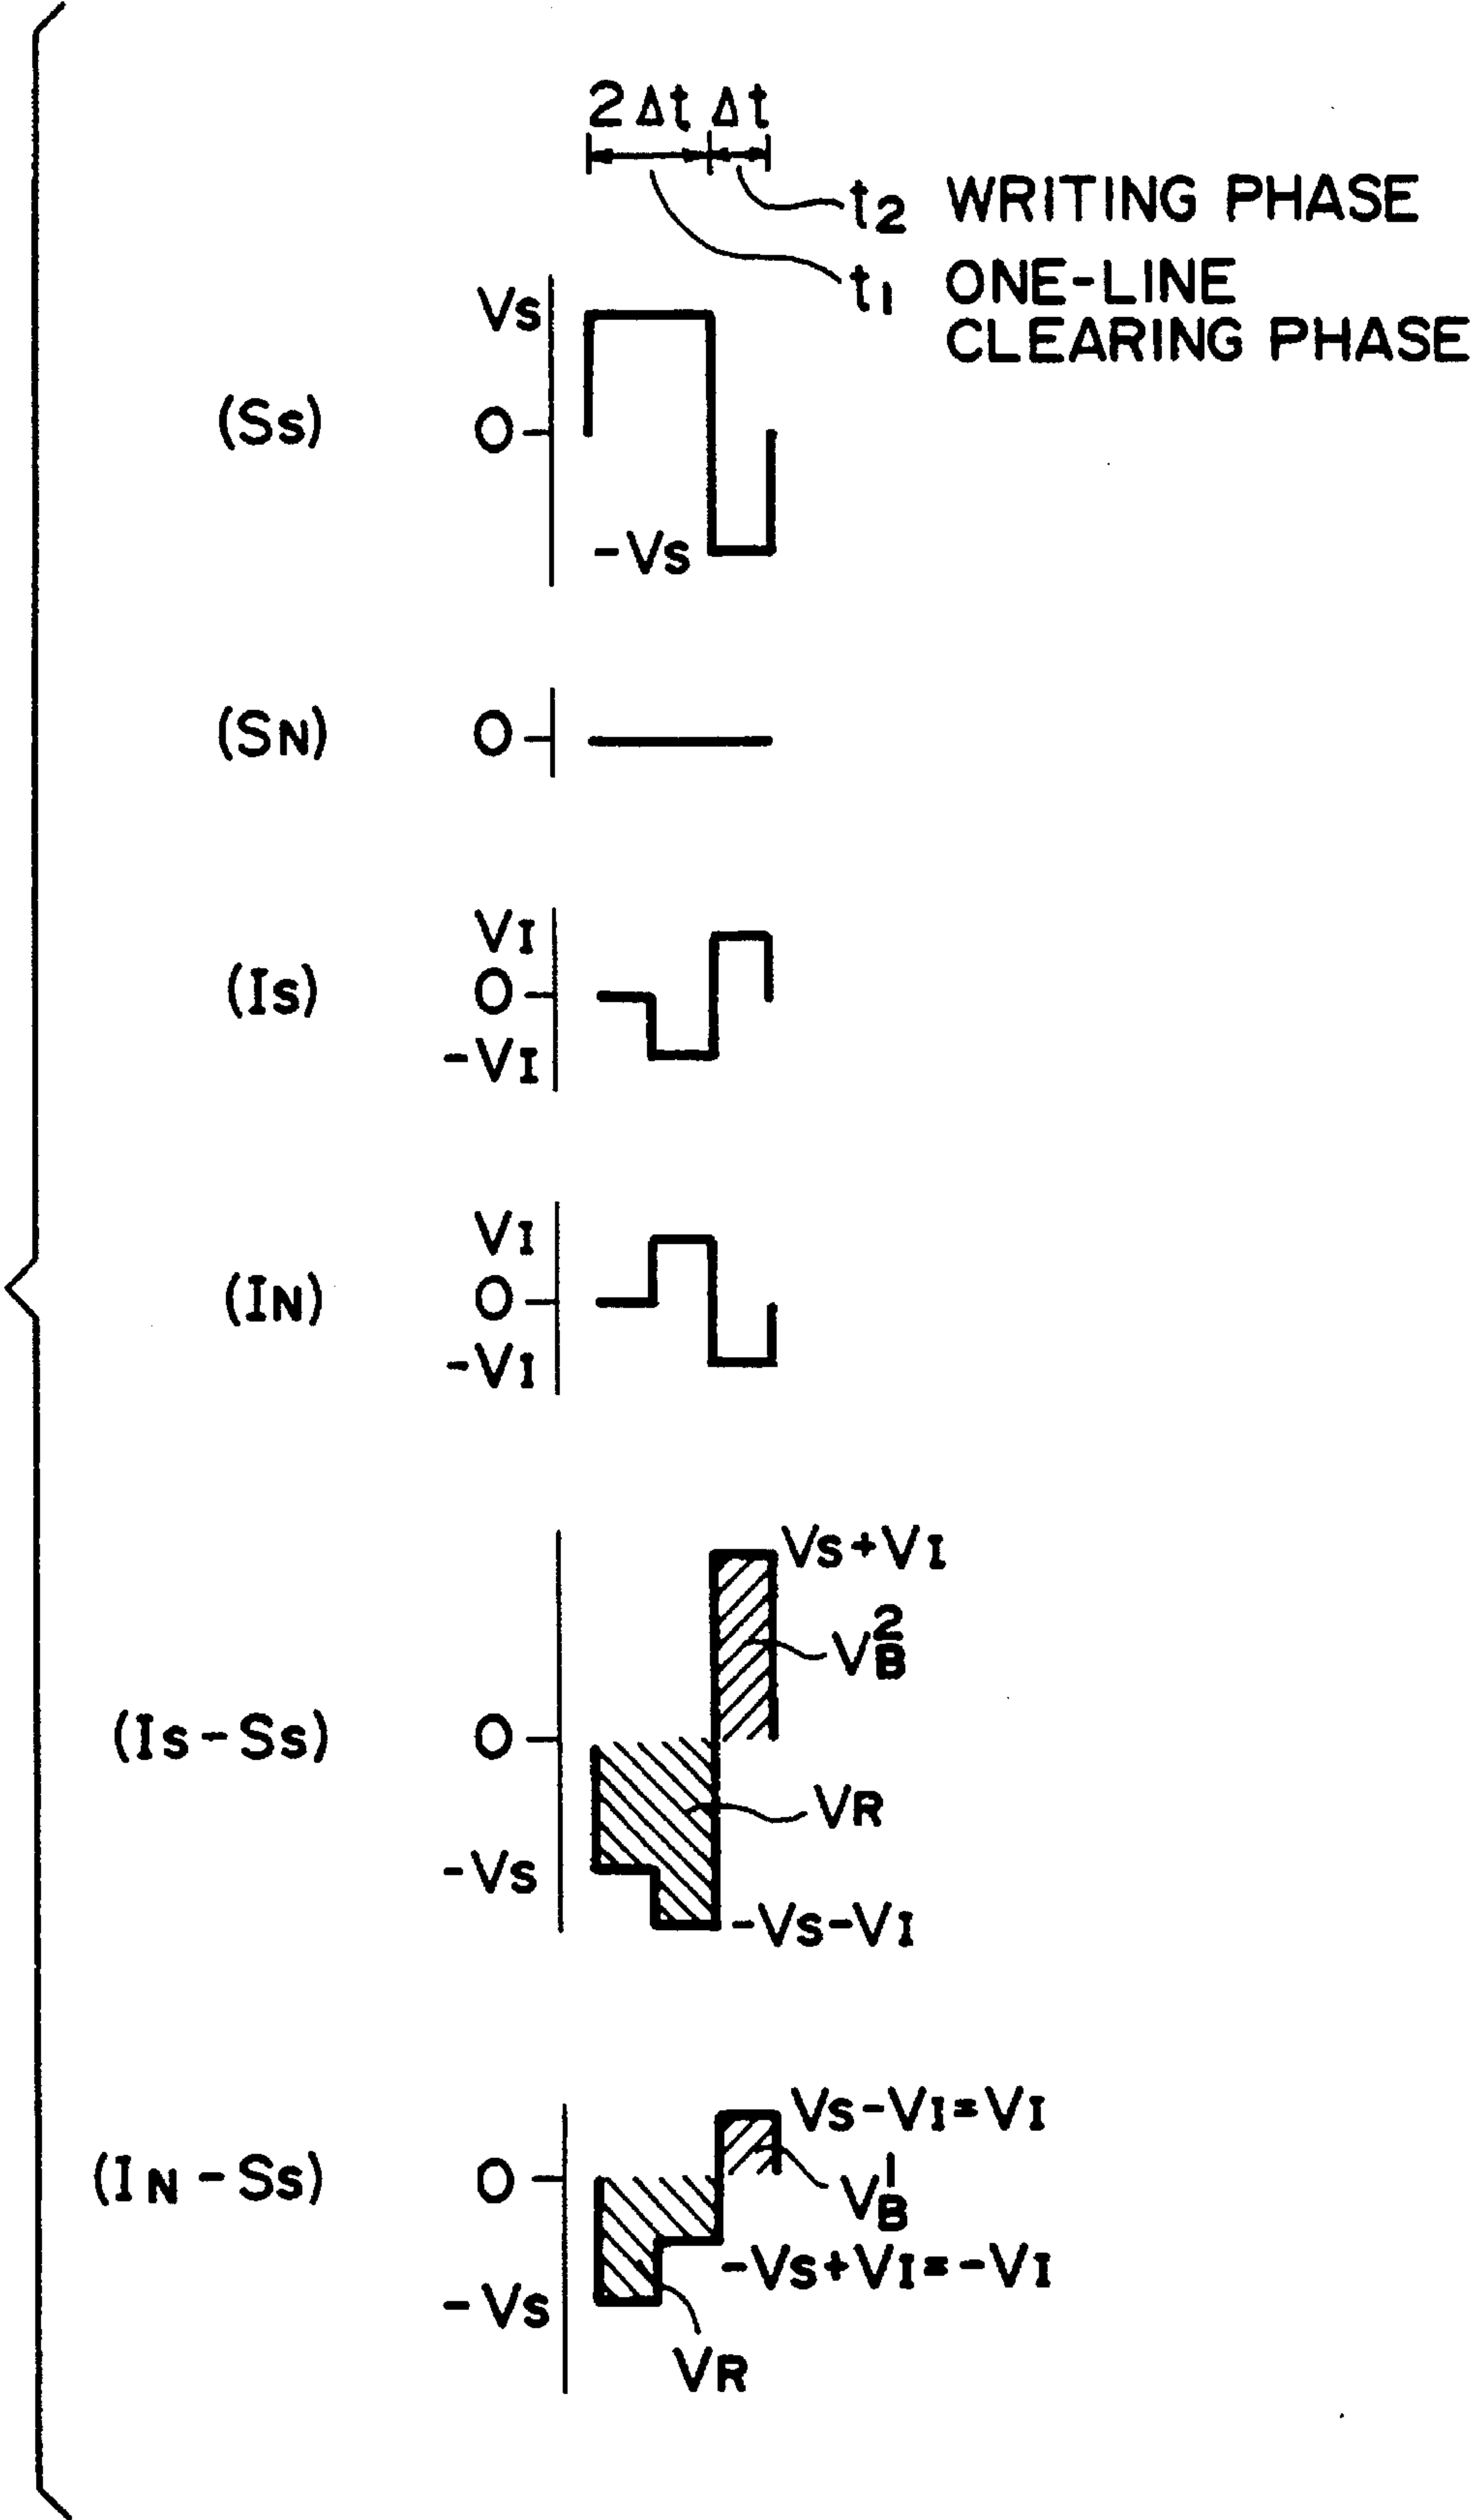 2Δt Δt
t2 WRITING PHASE
t1 ONE-LINE
CLEARING PHASE
Vs
(Ss) 0
-Vs
(SN) 0
VI
(Is) 0
-VI
VI
(IN) 0
-VI
Vs+VI
V2B
(Is-Ss) 0
VR
-Vs
-Vs-VI
Vs-VI=VI
(IN-Ss) 0
V1B
-Vs+VI=-VI
-Vs
VR